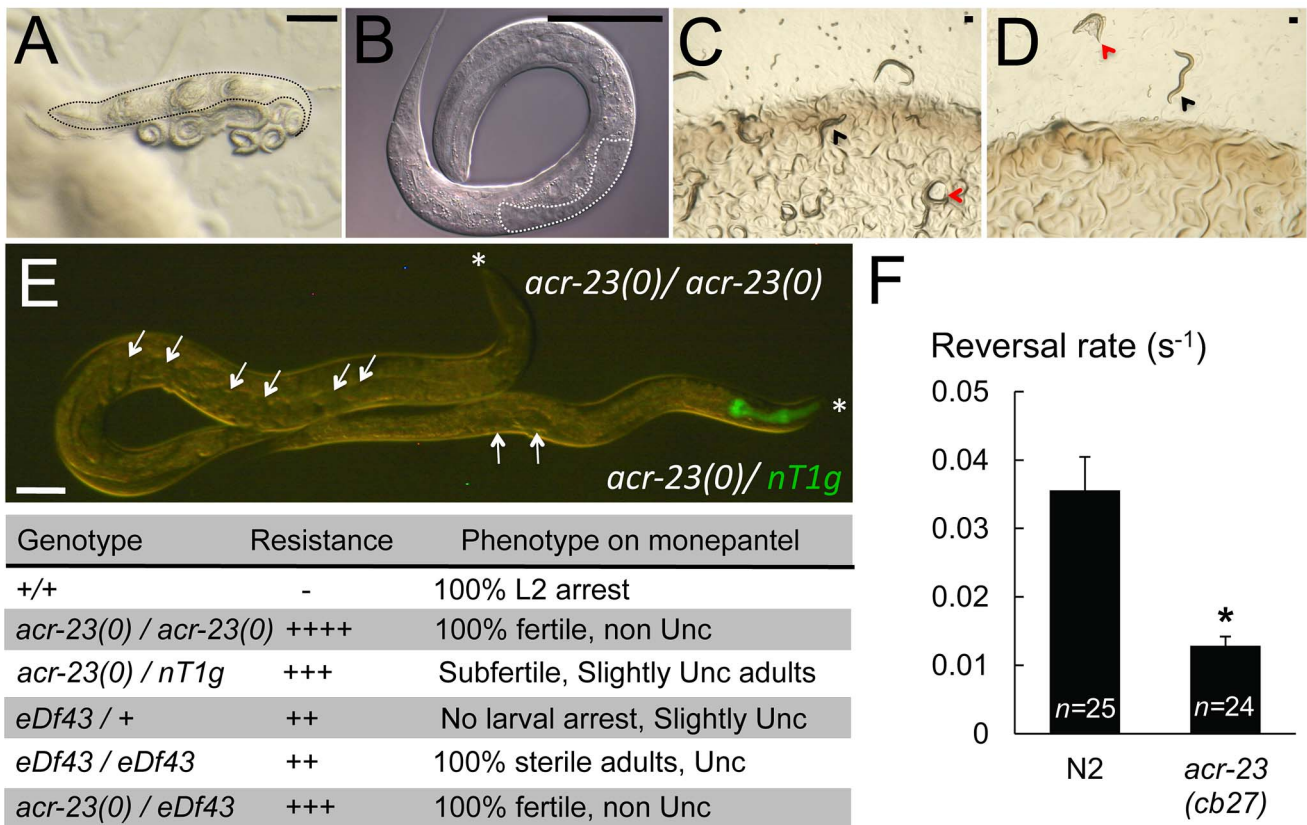 A
B
C
D
E
acr-23(0)/ acr-23(0)
*
*
acr-23(0)/ nT1g
Genotype Resistance Phenotype on monepantel
+/+ - 100% L2 arrest
acr-23(0) / acr-23(0) ++++ 100% fertile, non Unc
acr-23(0) / nT1g +++ Subfertile, Slightly Unc adults
eDf43 / + ++ No larval arrest, Slightly Unc
eDf43 / eDf43 ++ 100% sterile adults, Unc
acr-23(0) / eDf43 +++ 100% fertile, non Unc
F
Reversal rate (s-1)
0.05
0.04
0.03
0.02
0.01
0
*
n=25
n=24
N2
acr-23
(cb27)